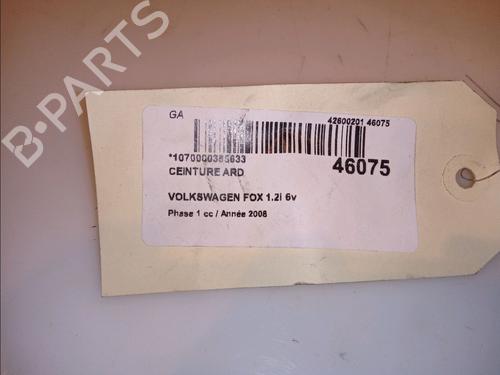 B-PARTS
GA
42600201 46075
*1070000385633
46075
CEINTURE ARD
VOLKSWAGEN FOX 1.2i 6v
Phase 1 cc / Année 2008